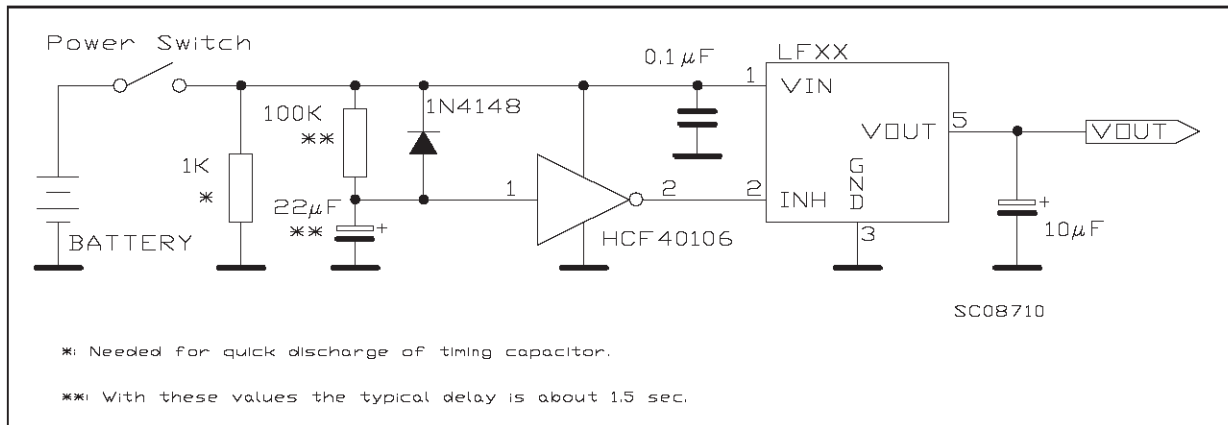 Power Switch
0.1µF
LFXX
1
VIN
100K
**
1N4148
VOUT
5
VOUT
1K
*
1
2
2
INH
GND
22µF
**
+
+
BATTERY
HCF40106
3
10µF
SC08710
*: Needed for quick discharge of timing capacitor.
**: With these values the typical delay is about 1.5 sec.